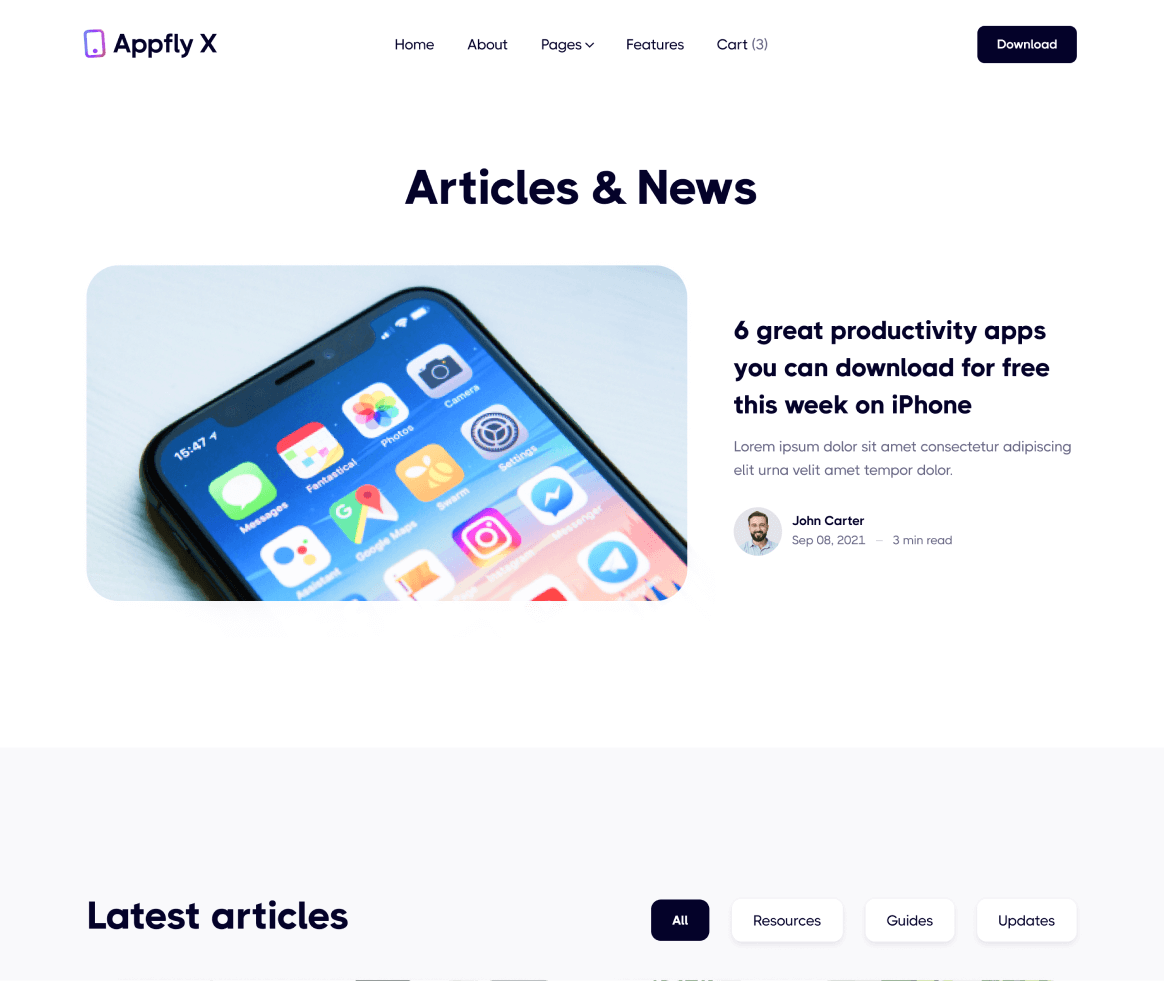 Appfly X
Home
About
Pages
Features
Cart (3)
Download
Articles & News
15:47
Camera
Photos
Fantastical
Messages
Settings
Swarm
Google Maps
Assistant
Messenger
Instagram
Telegram
6 great productivity apps
you can download for free
this week on iPhone
Lorem ipsum dolor sit amet consectetur adipiscing
elit urna velit amet tempor dolor.
John Carter
Sep 08, 2021 — 3 min read
Latest articles
All
Resources
Guides
Updates